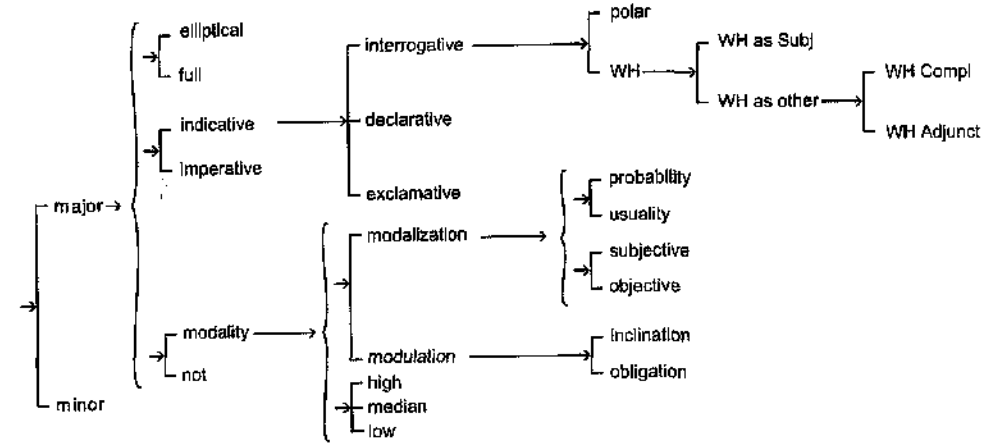 elliptical
full
indicative
imperative
major
minor
modality
not
interrogative
declarative
exclamative
modalization
modulation
high
median
low
polar
WH
WH as Subj
WH as other
WH Compl
WH Adjunct
probability
usuality
subjective
objective
inclination
obligation